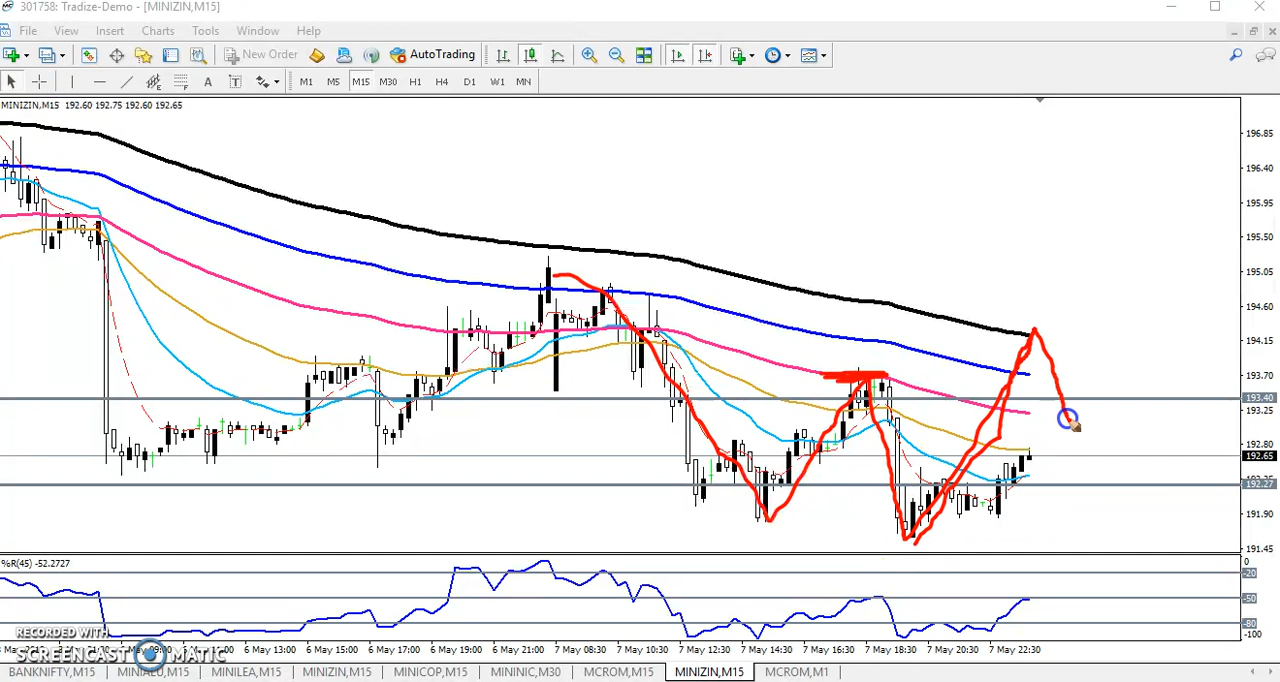 301758: Tradize-Demo - [MINIZIN,M15]
File View Insert Charts Tools Window Help
New Order AutoTrading
A T M1 M5 M15 M30 H1 H4 D1 W1 MN
MINIZIN,M15 192.60 192.75 192.60 192.65
196.85
196.40
195.95
195.50
195.05
194.60
194.15
193.70
193.40
193.25
192.80
192.65
192.27
191.90
191.45
%R(45) -52.2727
0
-20
-50
-80
-100
6 May 13:00 6 May 15:00 6 May 17:00 6 May 19:00 6 May 21:00 7 May 08:30 7 May 10:30 7 May 12:30 7 May 14:30 7 May 16:30 7 May 18:30 7 May 20:30 7 May 22:30
RECORDED WITH
SCREENCAST MATIC
BANKNIFTY,M15 MINIALU,M15 MINILEA,M15 MINIZIN,M15 MINICOP,M15 MININIC,M30 MCROM,M15 MINIZIN,M15 MCROM,M1